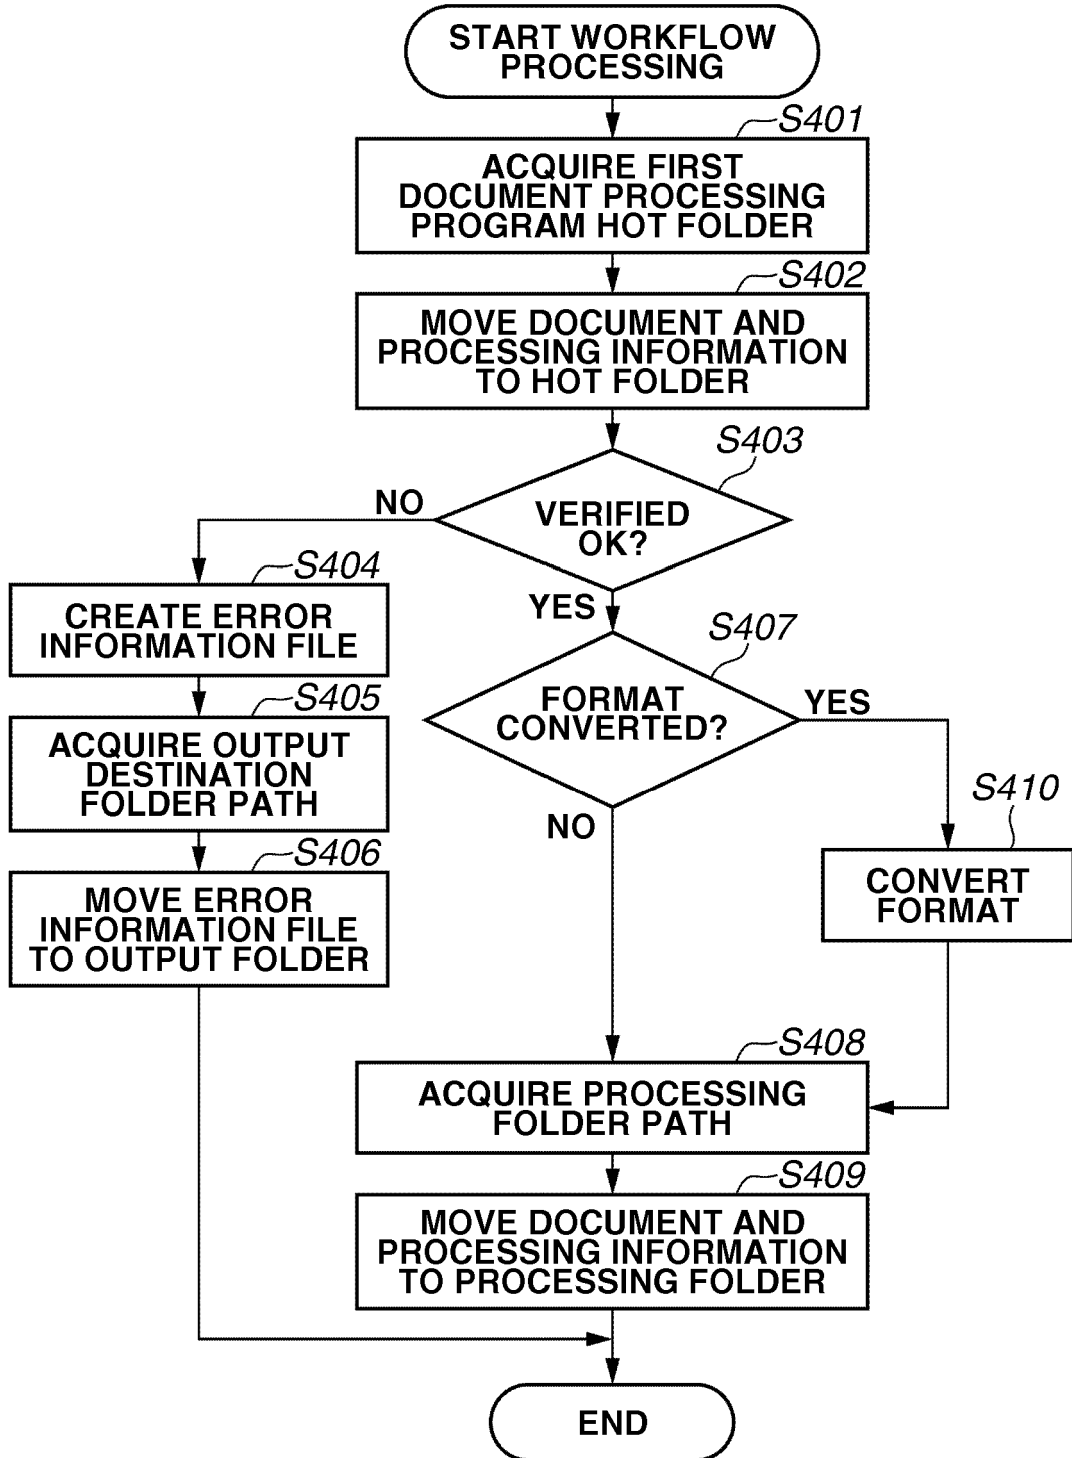 START WORKFLOW
PROCESSING
S401
ACQUIRE FIRST
DOCUMENT PROCESSING
PROGRAM HOT FOLDER
S402
MOVE DOCUMENT AND
PROCESSING INFORMATION
TO HOT FOLDER
S403
NO
VERIFIED
OK?
YES
S404
CREATE ERROR
INFORMATION FILE
S405
ACQUIRE OUTPUT
DESTINATION
FOLDER PATH
S406
MOVE ERROR
INFORMATION FILE
TO OUTPUT FOLDER
S407
FORMAT
CONVERTED?
YES
NO
S410
CONVERT
FORMAT
S408
ACQUIRE PROCESSING
FOLDER PATH
S409
MOVE DOCUMENT AND
PROCESSING INFORMATION
TO PROCESSING FOLDER
END